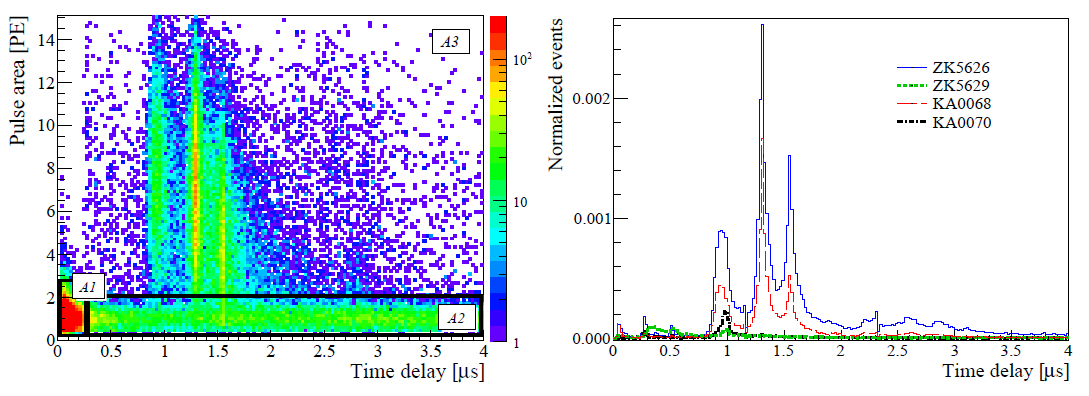 Pulse area [PE]
14
12
10
8
6
4
2
0
A3
A1
A2
0 0.5 1 1.5 2 2.5 3 3.5 4
Time delay [μs]
10²
10
1
Normalized events
0.002
0.001
0.000
ZK5626
ZK5629
KA0068
KA0070
0 0.5 1 1.5 2 2.5 3 3.5 4
Time delay [μs]